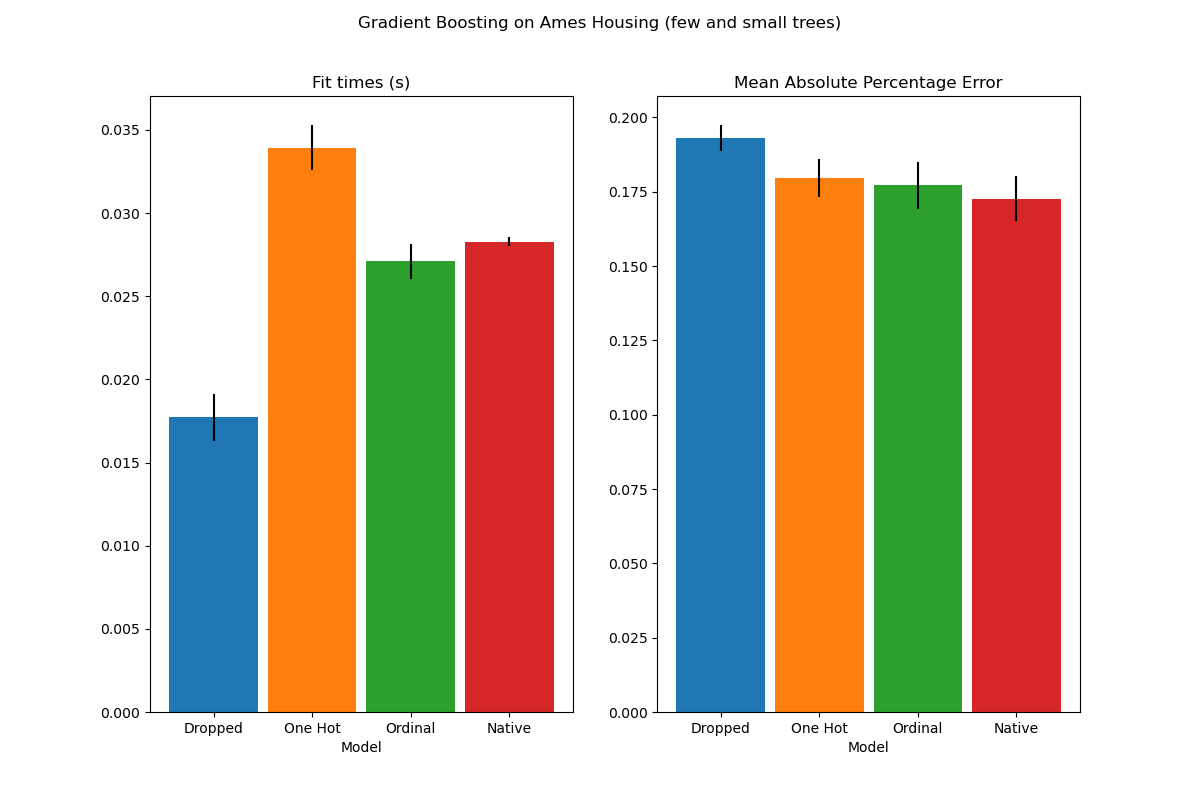 Gradient Boosting on Ames Housing (few and small trees)
Fit times (s)
0.035
0.030
0.025
0.020
0.015
0.010
0.005
0.000
Dropped One Hot Ordinal Native
Model
Mean Absolute Percentage Error
0.200
0.175
0.150
0.125
0.100
0.075
0.050
0.025
0.000
Dropped One Hot Ordinal Native
Model